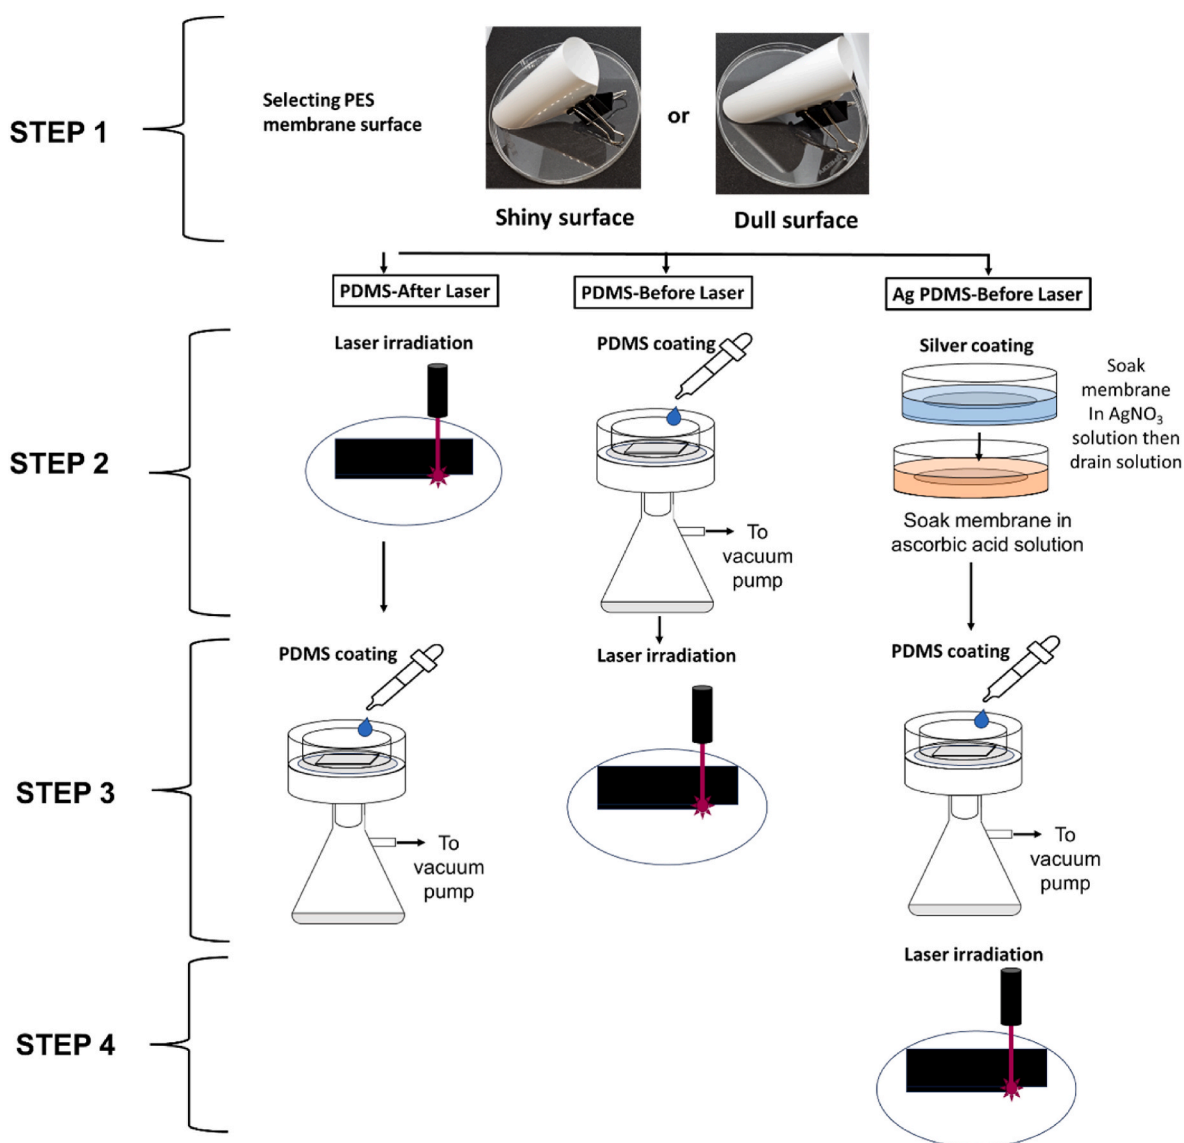 STEP 1
Selecting PES
membrane surface
or
Shiny surface
Dull surface
PDMS-After Laser
PDMS-Before Laser
Ag PDMS-Before Laser
STEP 2
Laser irradiation
PDMS coating
To
vacuum
pump
Silver coating
Soak
membrane
In AgNO₃
solution then
drain solution
Soak membrane in
ascorbic acid solution
STEP 3
PDMS coating
To
vacuum
pump
Laser irradiation
PDMS coating
To
vacuum
pump
STEP 4
Laser irradiation